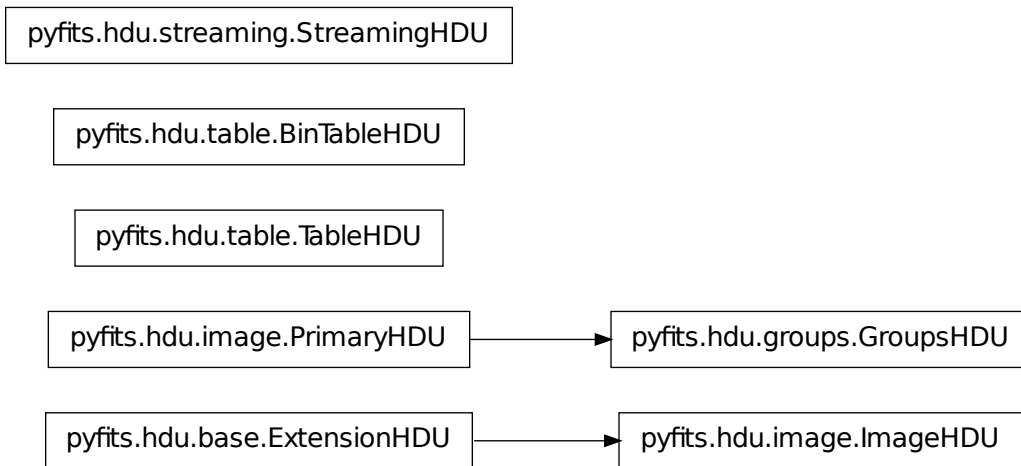 pyfits.hdu.streaming.StreamingHDU
pyfits.hdu.table.BinTableHDU
pyfits.hdu.table.TableHDU
pyfits.hdu.image.PrimaryHDU
pyfits.hdu.groups.GroupsHDU
pyfits.hdu.base.ExtensionHDU
pyfits.hdu.image.ImageHDU